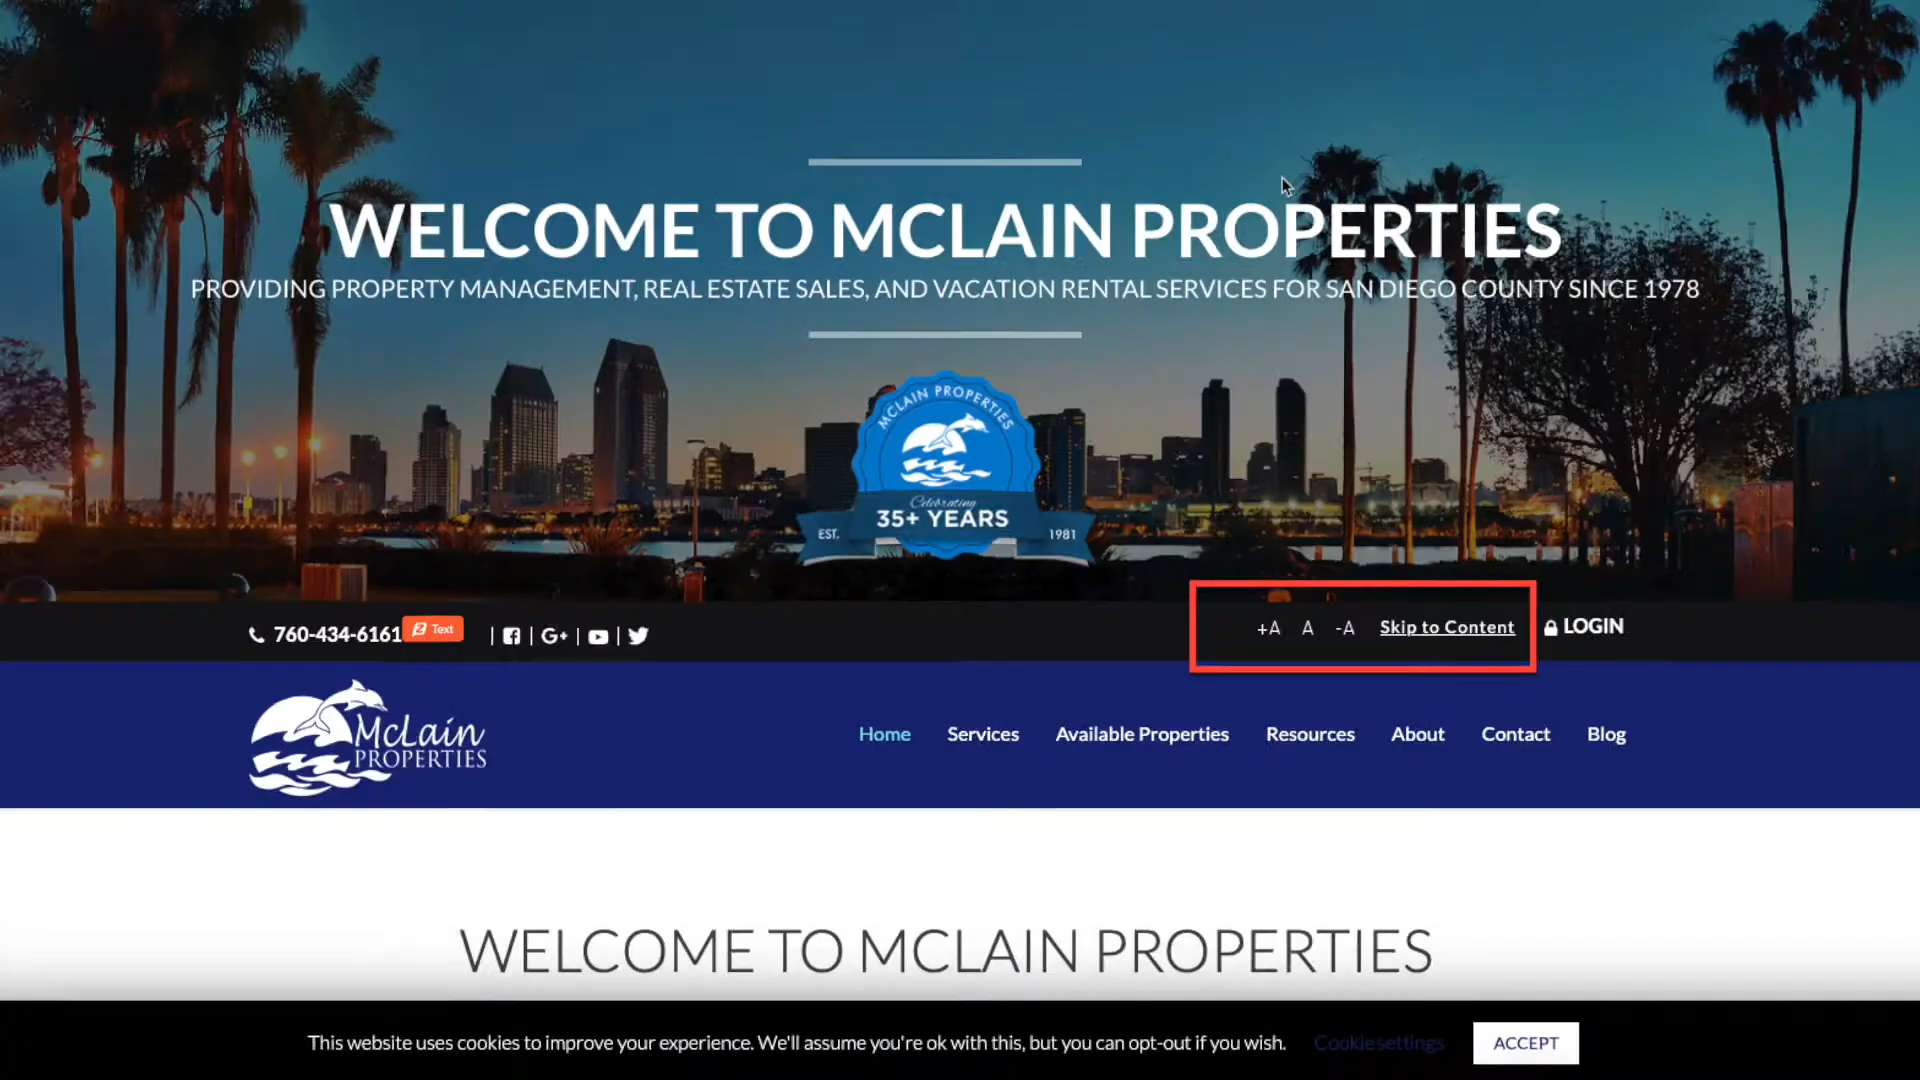 WELCOME TO MCLAIN PROPERTIES
PROVIDING PROPERTY MANAGEMENT, REAL ESTATE SALES, AND VACATION RENTAL SERVICES FOR SAN DIEGO COUNTY SINCE 1978
MCLAIN PROPERTIES
Celebrating
35+ YEARS
EST. 1981
760-434-6161 Text | | G+ | | +A A -A Skip to Content LOGIN
McLain
PROPERTIES
Home Services Available Properties Resources About Contact Blog
WELCOME TO MCLAIN PROPERTIES
This website uses cookies to improve your experience. We'll assume you're ok with this, but you can opt-out if you wish. Cookie settings ACCEPT